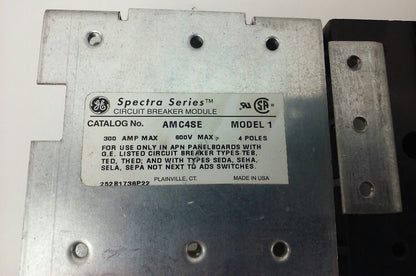 GE Spectra Series™
CIRCUIT BREAKER MODULE
CATALOG No. AMC4SE MODEL 1
300 AMP MAX 600V MAX 4 POLES
FOR USE ONLY IN APN PANELBOARDS WITH
G.E. LISTED CIRCUIT BREAKER TYPES TEB,
TED, THED; AND WITH TYPES SEDA, SEHA,
SELA, SEPA NOT NEXT TO ADS SWITCHES.
PLAINVILLE, CT. MADE IN USA
252B1736P22